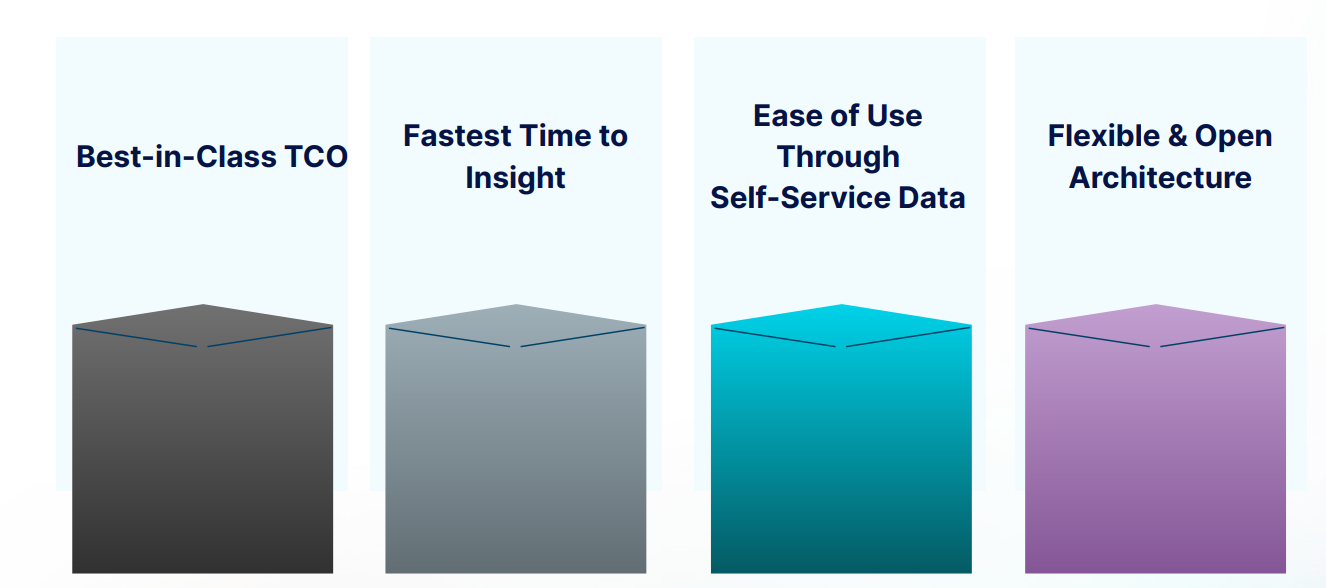 Best-in-Class TCO
Fastest Time to
Insight
Ease of Use
Through
Self-Service Data
Flexible & Open
Architecture